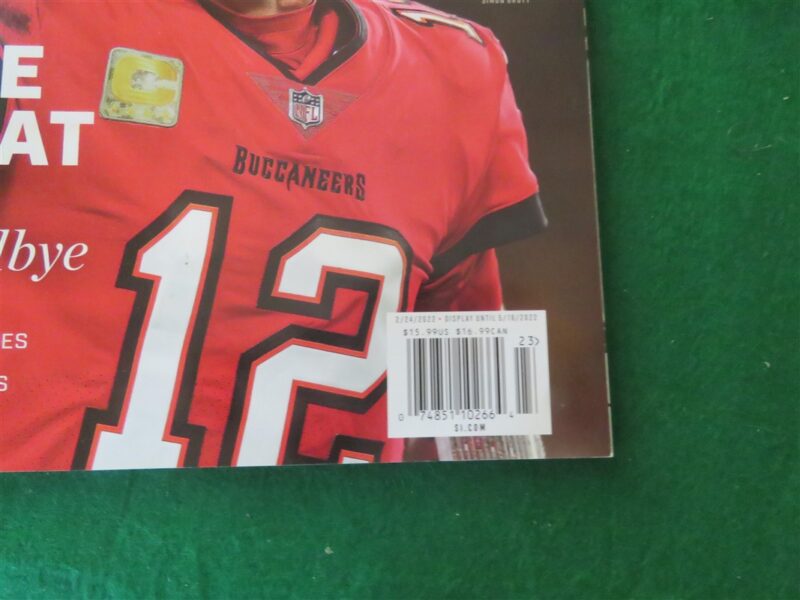 E
AT
C
NFL
BUCCANEERS
lbye
12
12
ES
S
2/24/2022 • DISPLAY UNTIL 5/18/2022
$15.99US $16.99CAN
23>
0 74851 10266 4
SI.COM